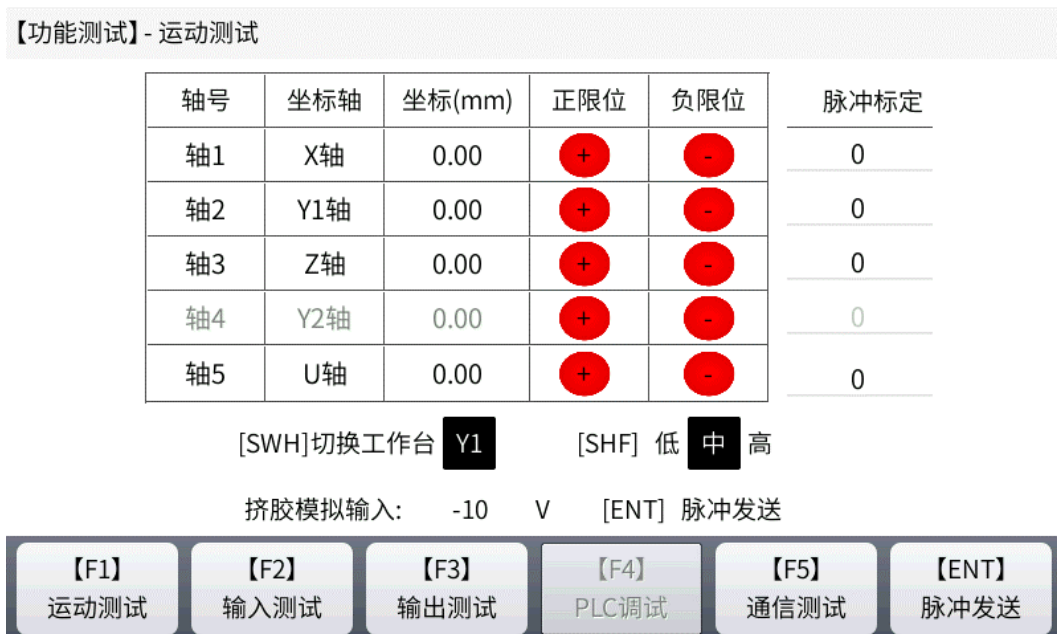 【功能测试】- 运动测试
轴号 坐标轴 坐标(mm) 正限位 负限位 脉冲标定
轴1 X轴 0.00 + - 0
轴2 Y1轴 0.00 + - 0
轴3 Z轴 0.00 + - 0
轴4 Y2轴 0.00 + - 0
轴5 U轴 0.00 + - 0
[SWH]切换工作台 Y1 [SHF] 低 中 高
挤胶模拟输入: -10 V [ENT] 脉冲发送
【F1】 【F2】 【F3】 【F4】 【F5】 【ENT】
运动测试 输入测试 输出测试 PLC调试 通信测试 脉冲发送